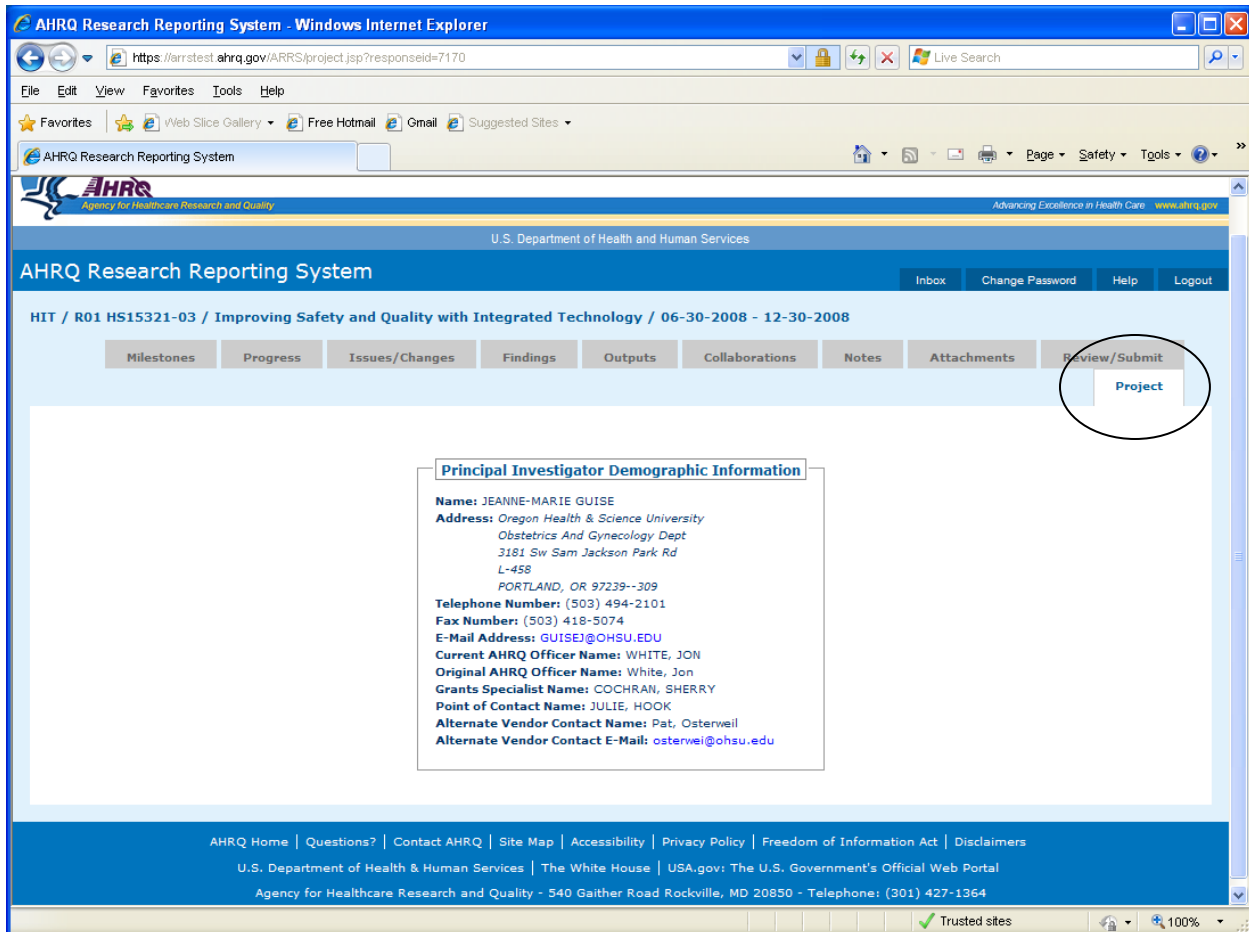 AHRQ Research Reporting System - Windows Internet Explorer
https://arrstest.ahrq.gov/ARRS/project.jsp?responseid=7170
Live Search
File Edit View Favorites Tools Help
Favorites Web Slice Gallery Free Hotmail Gmail Suggested Sites
AHRQ Research Reporting System
Page Safety Tools »
AHRQ
Agency for Healthcare Research and Quality
Advancing Excellence in Health Care www.ahrq.gov
U.S. Department of Health and Human Services
AHRQ Research Reporting System
Inbox Change Password Help Logout
HIT / R01 HS15321-03 / Improving Safety and Quality with Integrated Technology / 06-30-2008 - 12-30-2008
Milestones Progress Issues/Changes Findings Outputs Collaborations Notes Attachments Review/Submit
Project
Principal Investigator Demographic Information
Name: JEANNE-MARIE GUISE
Address: Oregon Health & Science University
Obstetrics And Gynecology Dept
3181 Sw Sam Jackson Park Rd
L-458
PORTLAND, OR 97239--309
Telephone Number: (503) 494-2101
Fax Number: (503) 418-5074
E-Mail Address: GUISEJ@OHSU.EDU
Current AHRQ Officer Name: WHITE, JON
Original AHRQ Officer Name: White, Jon
Grants Specialist Name: COCHRAN, SHERRY
Point of Contact Name: JULIE, HOOK
Alternate Vendor Contact Name: Pat, Osterweil
Alternate Vendor Contact E-Mail: osterwei@ohsu.edu
AHRQ Home | Questions? | Contact AHRQ | Site Map | Accessibility | Privacy Policy | Freedom of Information Act | Disclaimers
U.S. Department of Health & Human Services | The White House | USA.gov: The U.S. Government's Official Web Portal
Agency for Healthcare Research and Quality - 540 Gaither Road Rockville, MD 20850 - Telephone: (301) 427-1364
Trusted sites 100%